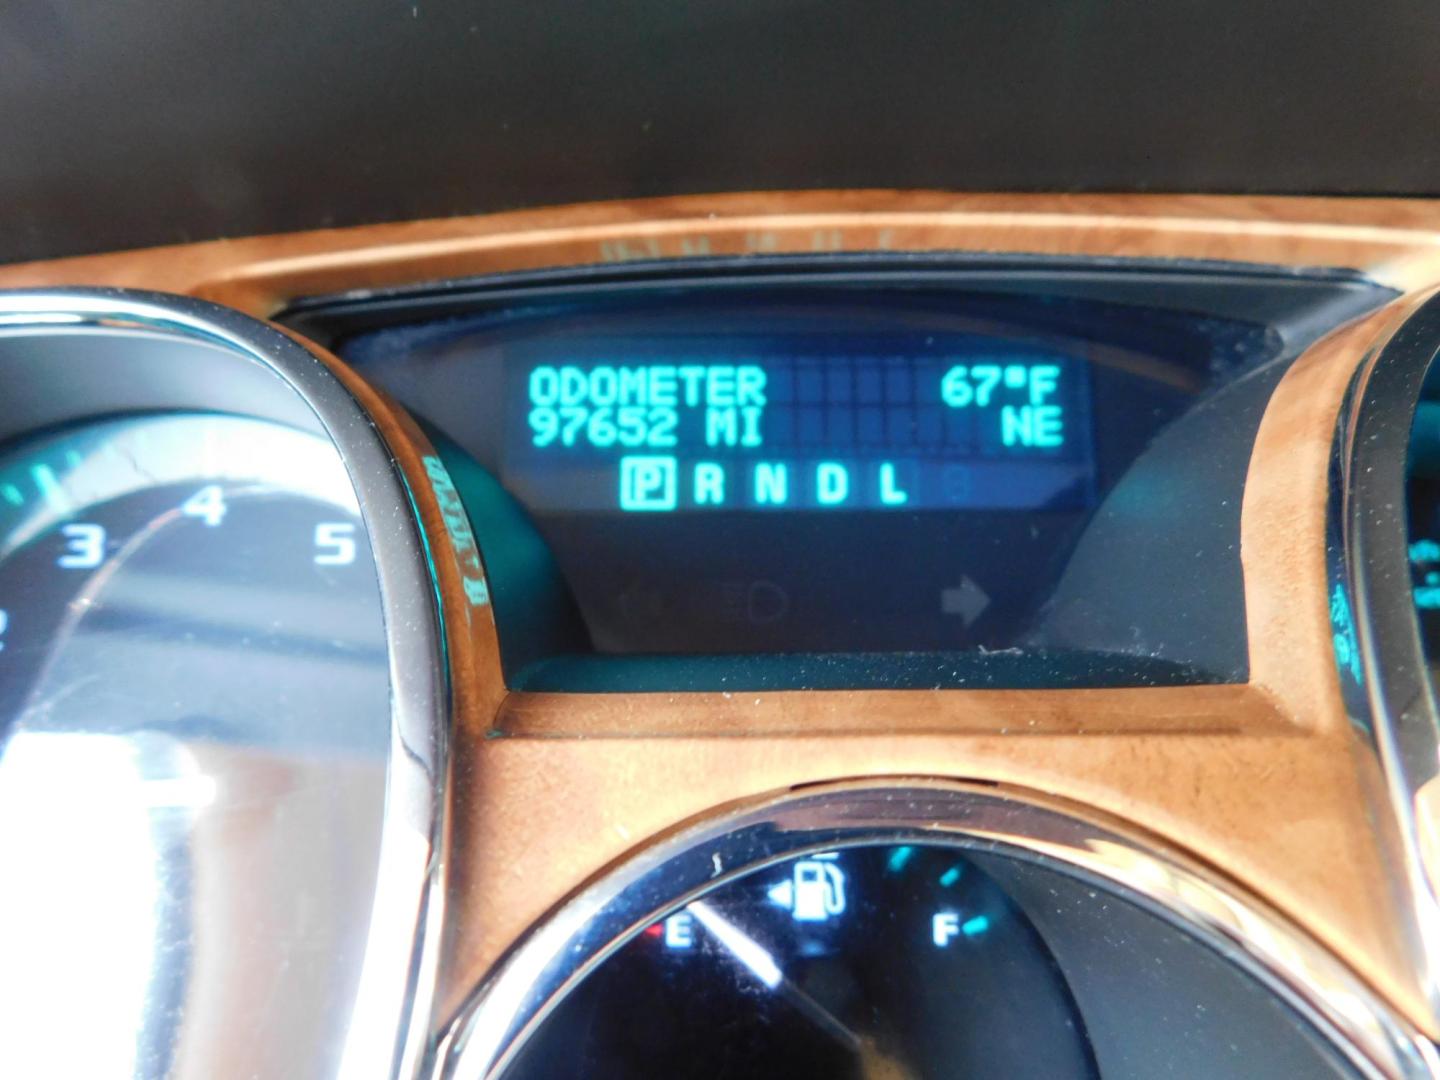 ODOMETER 67°F
97652 MI NE
P R N D L
3 4 5
E F